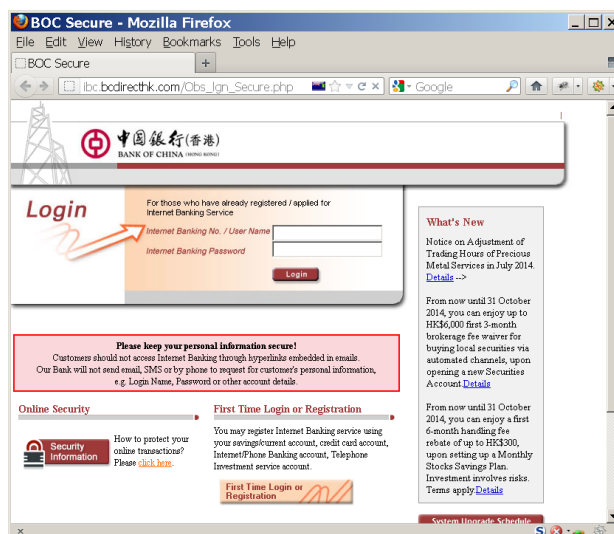 BOC Secure - Mozilla Firefox
File Edit View History Bookmarks Tools Help
BOC Secure +
ibc.bcdirecthk.com/Obs_lgn_Secure.php Google
中国銀行(香港)
BANK OF CHINA (HONG KONG)
Login
For those who have already registered / applied for
Internet Banking Service
Internet Banking No. / User Name
Internet Banking Password
Login
Please keep your personal information secure!
Customers should not access Internet Banking through hyperlinks embedded in emails.
Our Bank will not send email, SMS or by phone to request for customer's personal information,
e.g. Login Name, Password or other account details.
Online Security
Security
Information
How to protect your
online transactions?
Please click here.
First Time Login or Registration
You may register Internet Banking service using
your savings/current account, credit card account,
Internet/Phone Banking account, Telephone
Investment service account.
First Time Login or
Registration
What's New
Notice on Adjustment of
Trading Hours of Precious
Metal Services in July 2014.
Details -->
From now until 31 October
2014, you can enjoy up to
HK$6,000 first 3-month
brokerage fee waiver for
buying local securities via
automated channels, upon
opening a new Securities
Account.Details
From now until 31 October
2014, you can enjoy a first
6-month handling fee
rebate of up to HK$300,
upon setting up a Monthly
Stocks Savings Plan.
Investment involves risks.
Terms apply.Details
System Upgrade Schedule